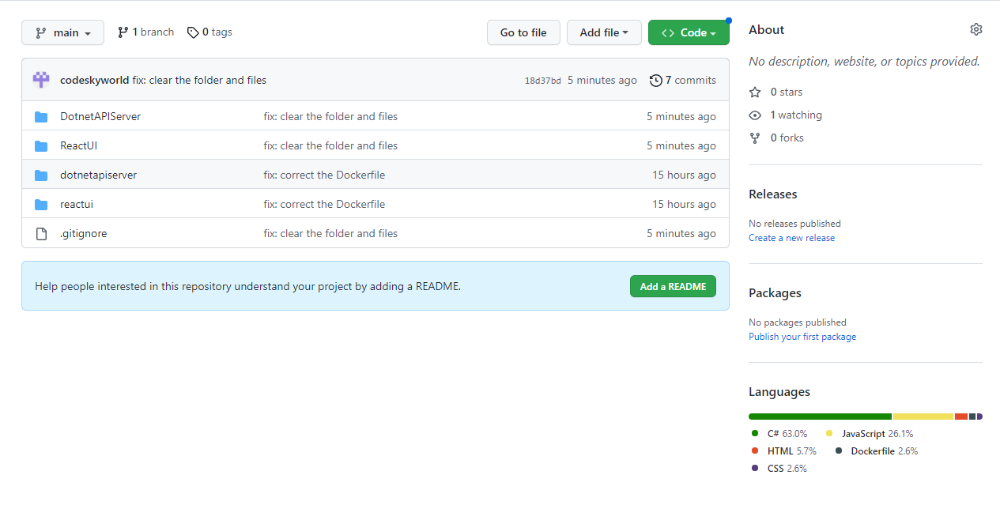 main 1 branch 0 tags Go to file Add file Code
codeskyworld fix: clear the folder and files 18d37bd 5 minutes ago 7 commits
DotnetAPIServer fix: clear the folder and files 5 minutes ago
ReactUI fix: clear the folder and files 5 minutes ago
dotnetapiserver fix: correct the Dockerfile 15 hours ago
reactui fix: correct the Dockerfile 15 hours ago
.gitignore fix: clear the folder and files 5 minutes ago
Help people interested in this repository understand your project by adding a README. Add a README
About
No description, website, or topics provided.
0 stars
1 watching
0 forks
Releases
No releases published
Create a new release
Packages
No packages published
Publish your first package
Languages
C# 63.0% JavaScript 26.1%
HTML 5.7% Dockerfile 2.6%
CSS 2.6%